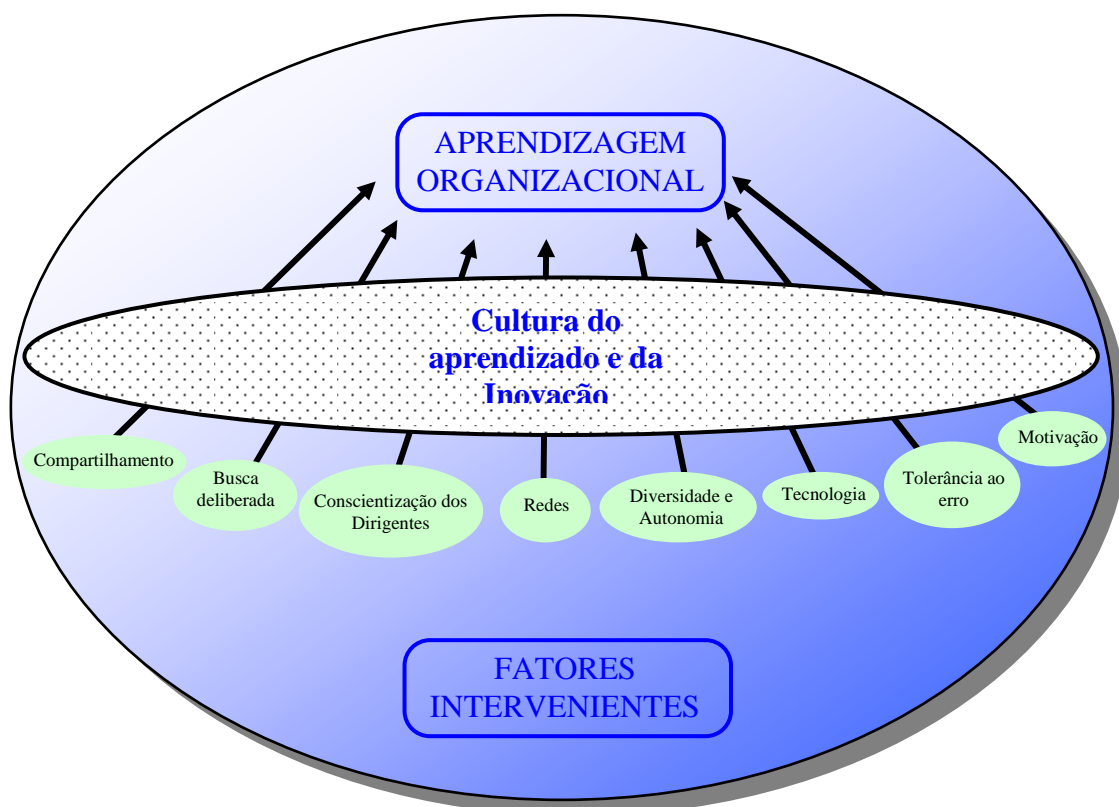 APRENDIZAGEM
ORGANIZACIONAL
Cultura do
aprendizado e da
Inovação
Compartilhamento
Busca
deliberada
Conscientização dos
Dirigentes
Redes
Diversidade e
Autonomia
Tecnologia
Tolerância ao
erro
Motivação
FATORES
INTERVENIENTES